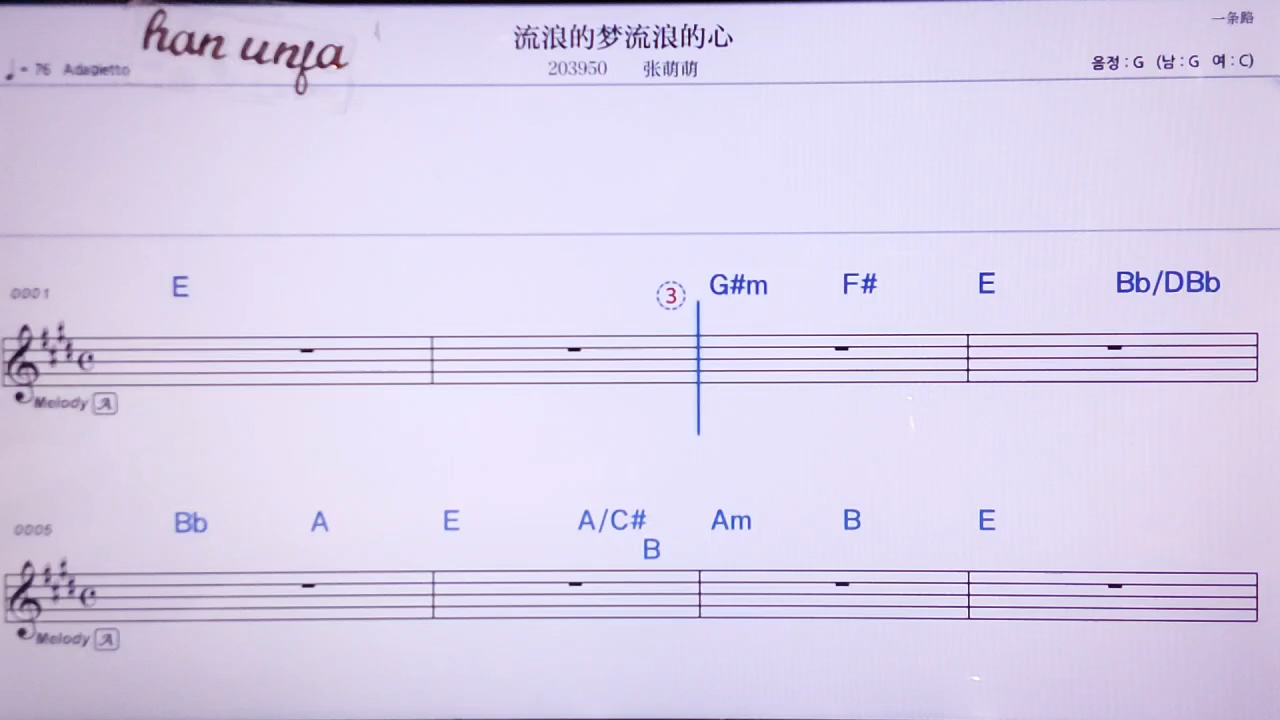 han unfa
流浪的梦流浪的心
一条路
♩= 76 Adagietto
203950 张萌萌
음정 : G (남 : G 여 : C)
0001
E
③ G#m F# E Bb/DBb
Melody A
0005
Bb A E A/C# Am B E
B
Melody A